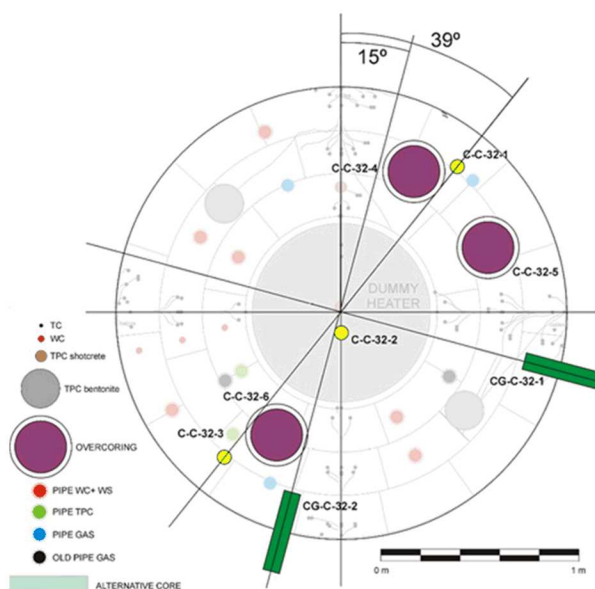 39º
15º
C-C-32-1
C-C-32-4
C-C-32-5
DUMMY
HEATER
C-C-32-2
CG-C-32-1
C-C-32-6
C-C-32-3
CG-C-32-2
TC
WC
TPC shotcrete
TPC bentonite
OVERCORING
PIPE WC+ WS
PIPE TPC
PIPE GAS
OLD PIPE GAS
ALTERNATIVE CORE
0 m 1 m